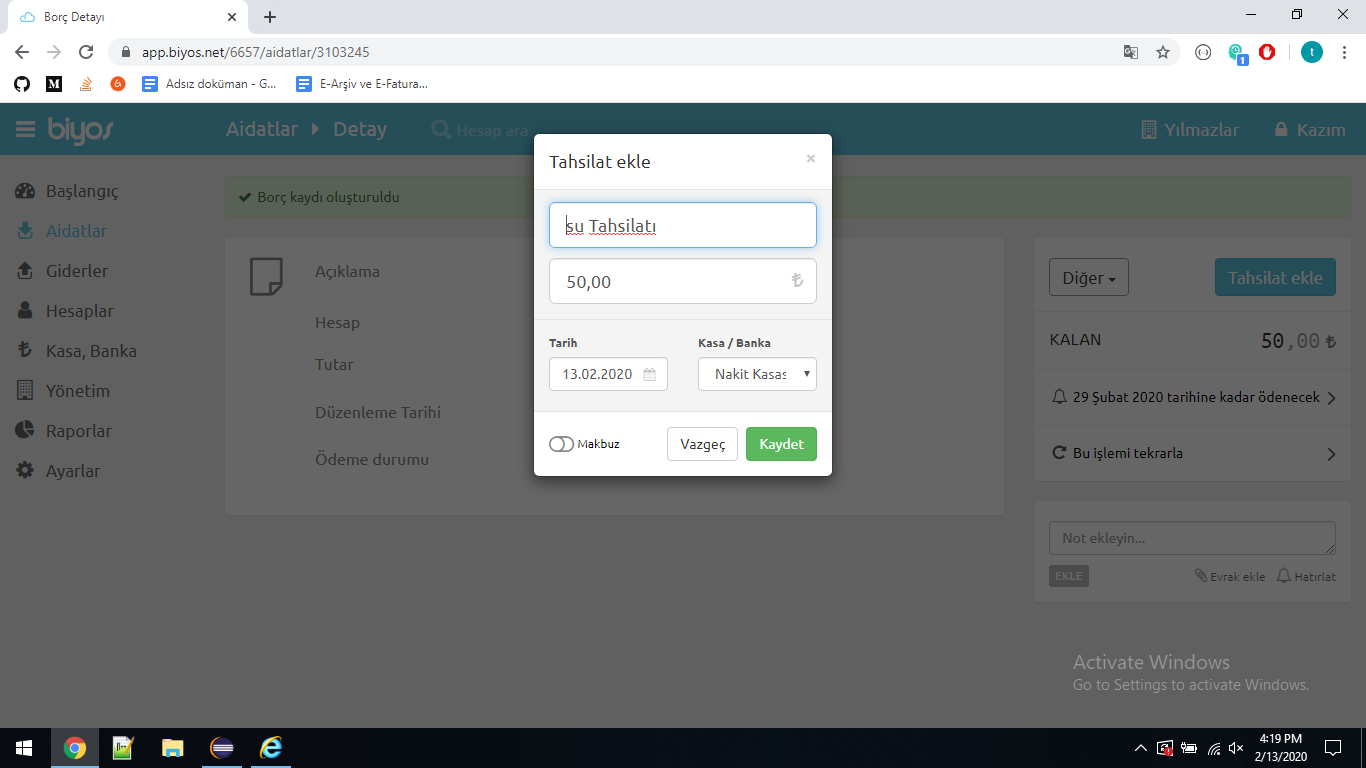 Borç Detayı
app.biyos.net/6657/aidatlar/3103245
t
Adsız doküman - G...
E-Arşiv ve E-Fatura...
biyos
Aidatlar
Detay
Hesap ara
Yılmazlar
Kazım
Başlangıç
Aidatlar
Giderler
Hesaplar
Kasa, Banka
Yönetim
Raporlar
Ayarlar
Borç kaydı oluşturuldu
Açıklama
Hesap
Tutar
Düzenleme Tarihi
Ödeme durumu
Tahsilat ekle
×
su Tahsilatı
50,00 ₺
Tarih
Kasa / Banka
13.02.2020
Nakit Kasas
Makbuz
Vazgeç
Kaydet
Diğer
Tahsilat ekle
KALAN
50,00 ₺
29 Şubat 2020 tarihine kadar ödenecek
Bu işlemi tekrarla
Not ekleyin...
EKLE
Evrak ekle
Hatırlat
Activate Windows
Go to Settings to activate Windows.
4:19 PM
2/13/2020